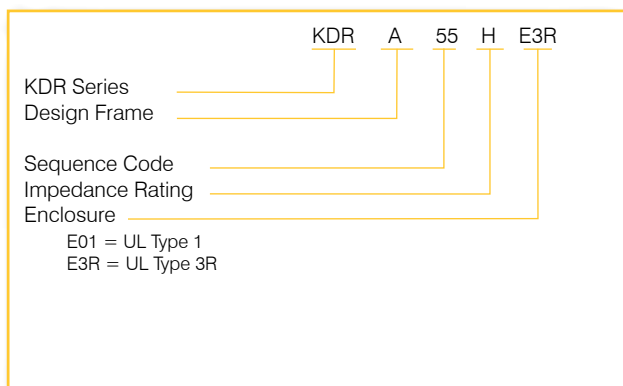 KDR A 55 H E3R
KDR Series
Design Frame
Sequence Code
Impedance Rating
Enclosure
E01 = UL Type 1
E3R = UL Type 3R